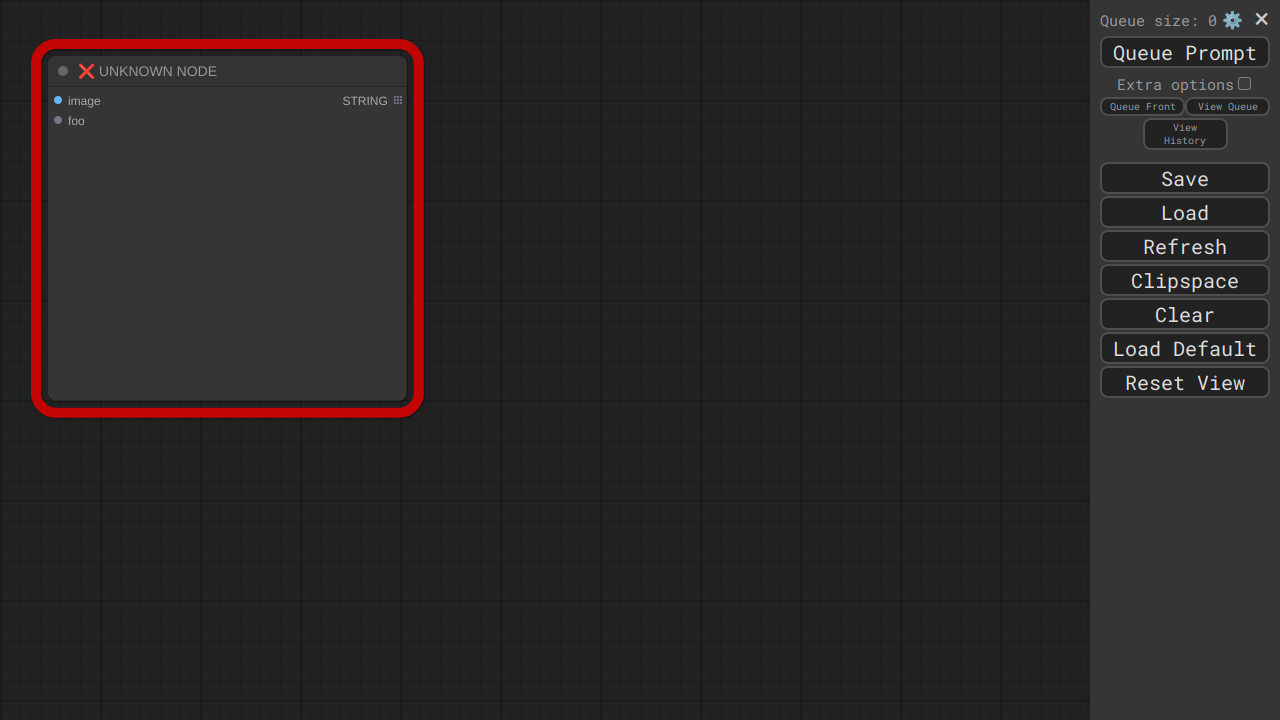 ❌ UNKNOWN NODE
image
STRING
foo
Queue size: 0 ⚙️ ✕
Queue Prompt
Extra options
Queue Front
View Queue
View
History
Save
Load
Refresh
Clipspace
Clear
Load Default
Reset View